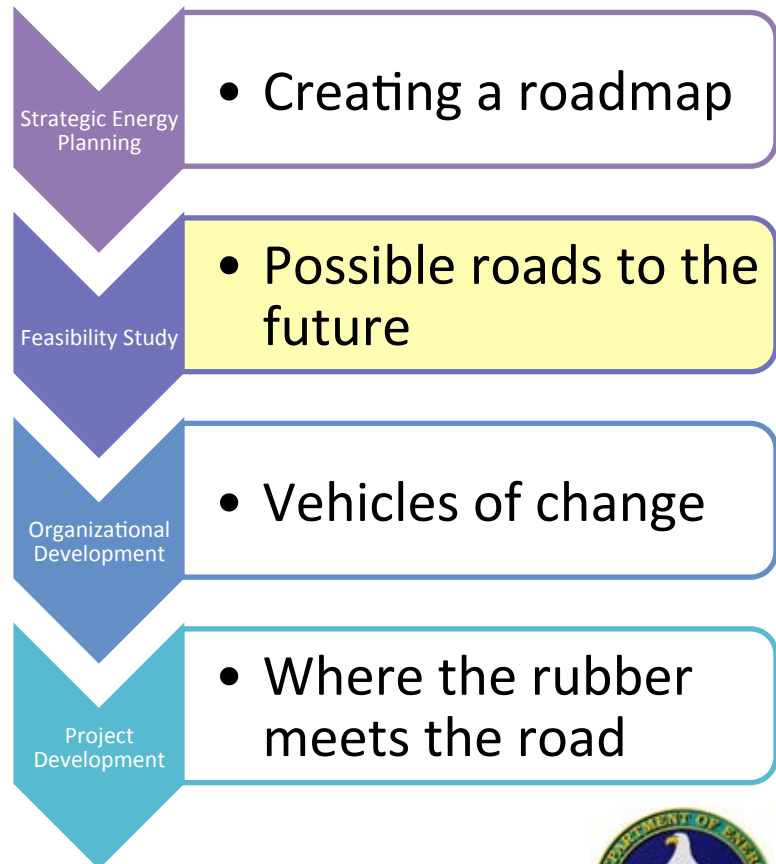 Strategic Energy
Planning
• Creating a roadmap
Feasibility Study
• Possible roads to the
future
Organizational
Development
• Vehicles of change
Project
Development
• Where the rubber
meets the road